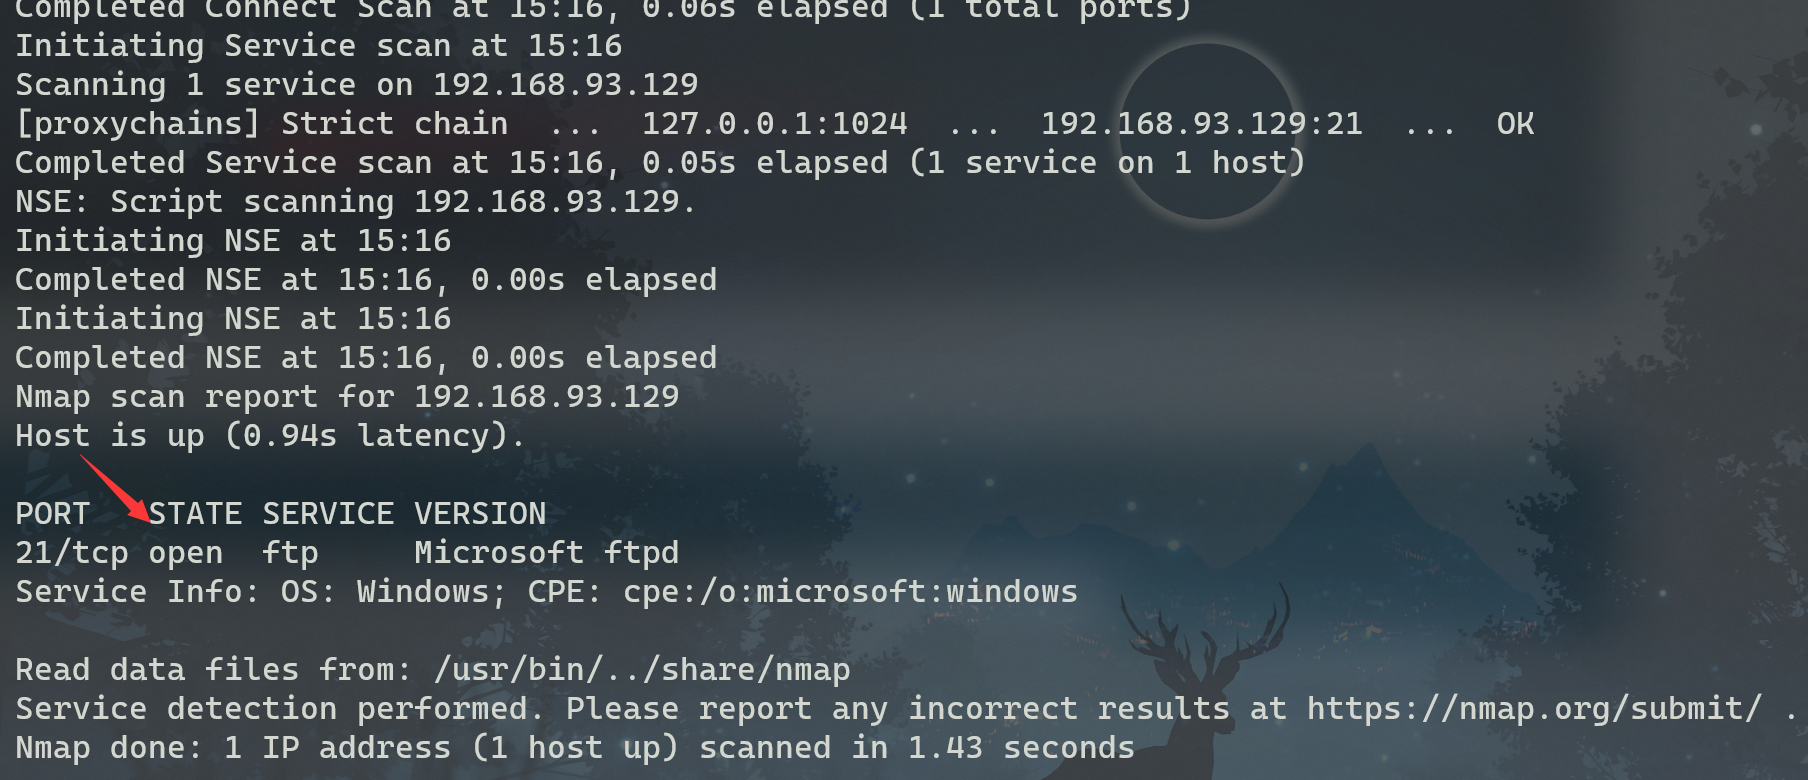 Completed Connect Scan at 15:16, 0.06s elapsed (1 total ports)
Initiating Service scan at 15:16
Scanning 1 service on 192.168.93.129
[proxychains] Strict chain  ...  127.0.0.1:1024  ...  192.168.93.129:21  ...  OK
Completed Service scan at 15:16, 0.05s elapsed (1 service on 1 host)
NSE: Script scanning 192.168.93.129.
Initiating NSE at 15:16
Completed NSE at 15:16, 0.00s elapsed
Initiating NSE at 15:16
Completed NSE at 15:16, 0.00s elapsed
Nmap scan report for 192.168.93.129
Host is up (0.94s latency).
PORT   STATE SERVICE VERSION
21/tcp open  ftp     Microsoft ftpd
Service Info: OS: Windows; CPE: cpe:/o:microsoft:windows
Read data files from: /usr/bin/../share/nmap
Service detection performed. Please report any incorrect results at https://nmap.org/submit/ .
Nmap done: 1 IP address (1 host up) scanned in 1.43 seconds